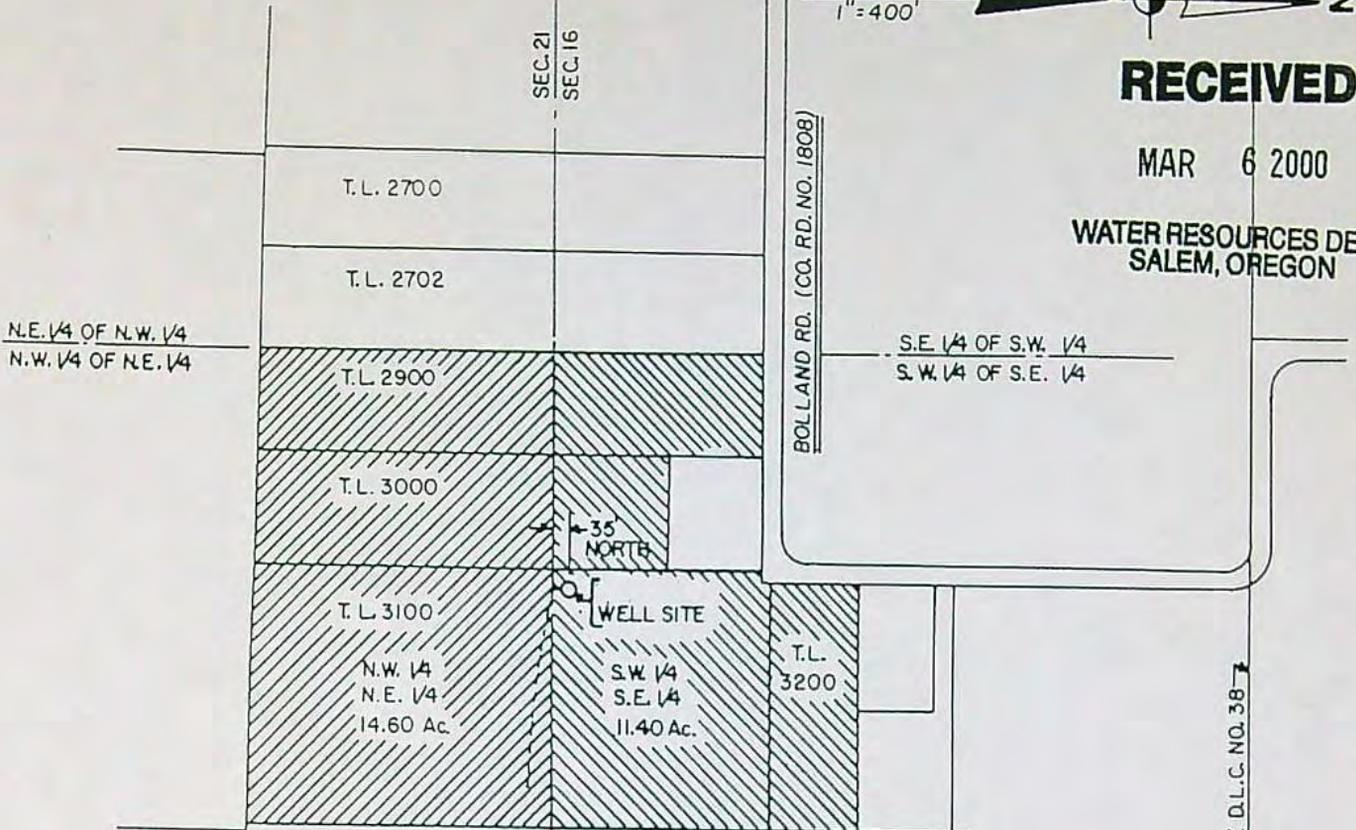 1"=400'
RECEIVED
MAR 6 2000
WATER RESOURCES DE
SALEM, OREGON
SEC. 21
SEC. 16
BOLLAND RD. (CO. RD. NO. 1808)
T.L. 2700
T.L. 2702
N.E. 1/4 OF N.W. 1/4
N.W. 1/4 OF N.E. 1/4
S.E. 1/4 OF S.W. 1/4
S.W. 1/4 OF S.E. 1/4
T.L. 2900
T.L. 3000
35'
NORTH
T.L. 3100
WELL SITE
N.W. 1/4
N.E. 1/4
14.60 Ac.
S.W. 1/4
S.E. 1/4
11.40 Ac.
T.L.
3200
D.L.C. NO. 38